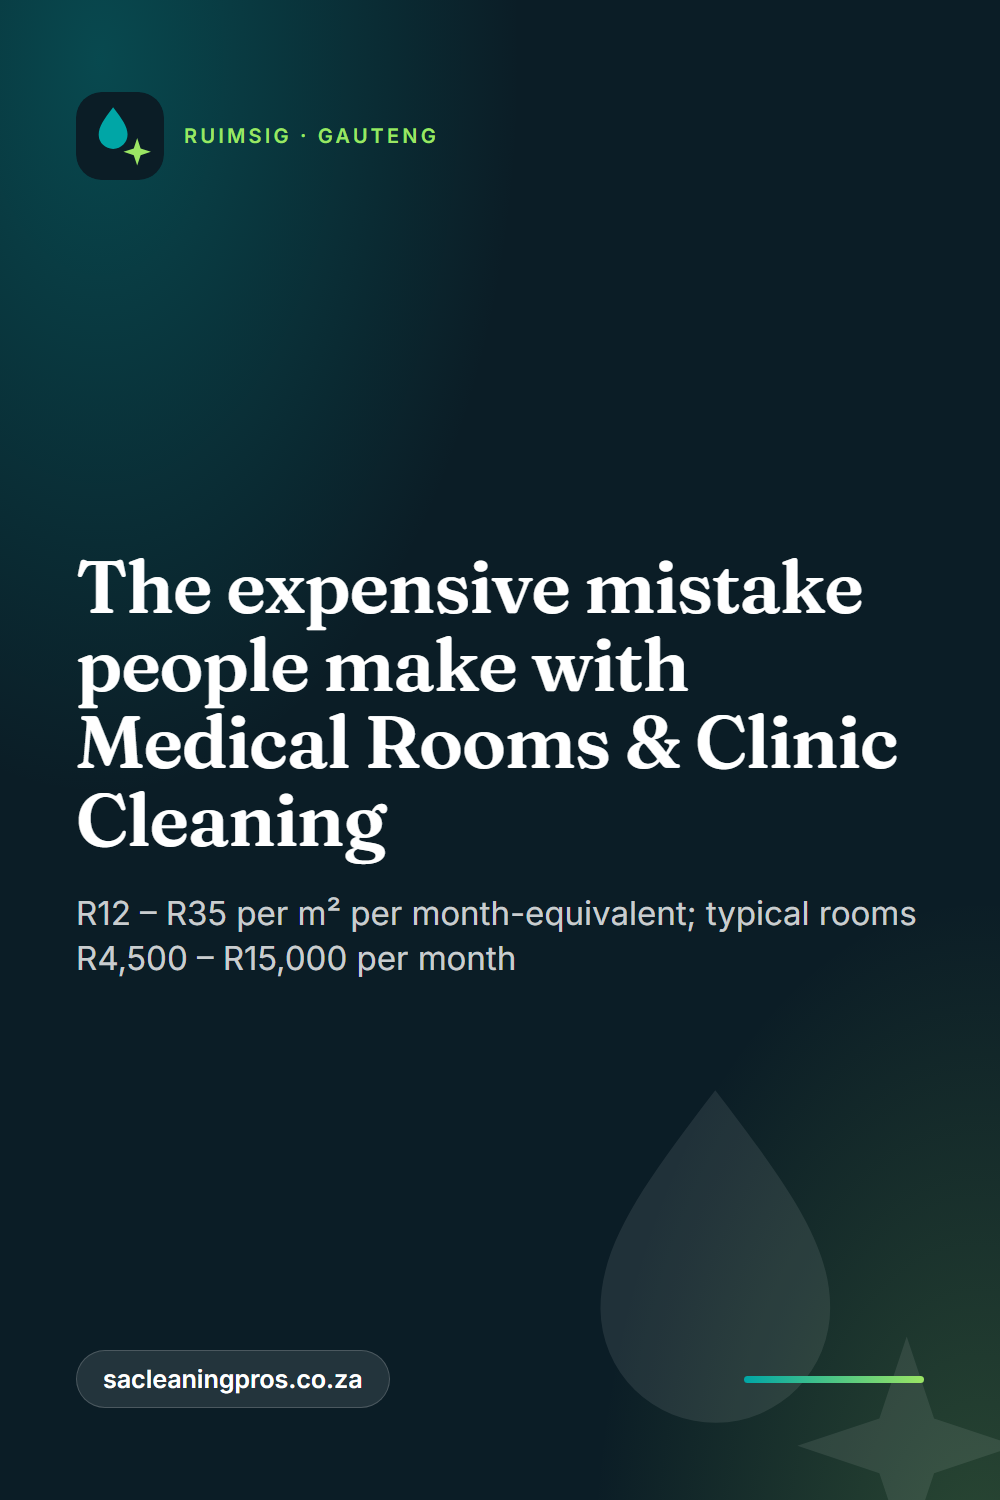 RUIMSIG · GAUTENG
The expensive mistake
people make with
Medical Rooms & Clinic
Cleaning
R12 – R35 per m² per month-equivalent; typical rooms
R4,500 – R15,000 per month
sacleaningpros.co.za